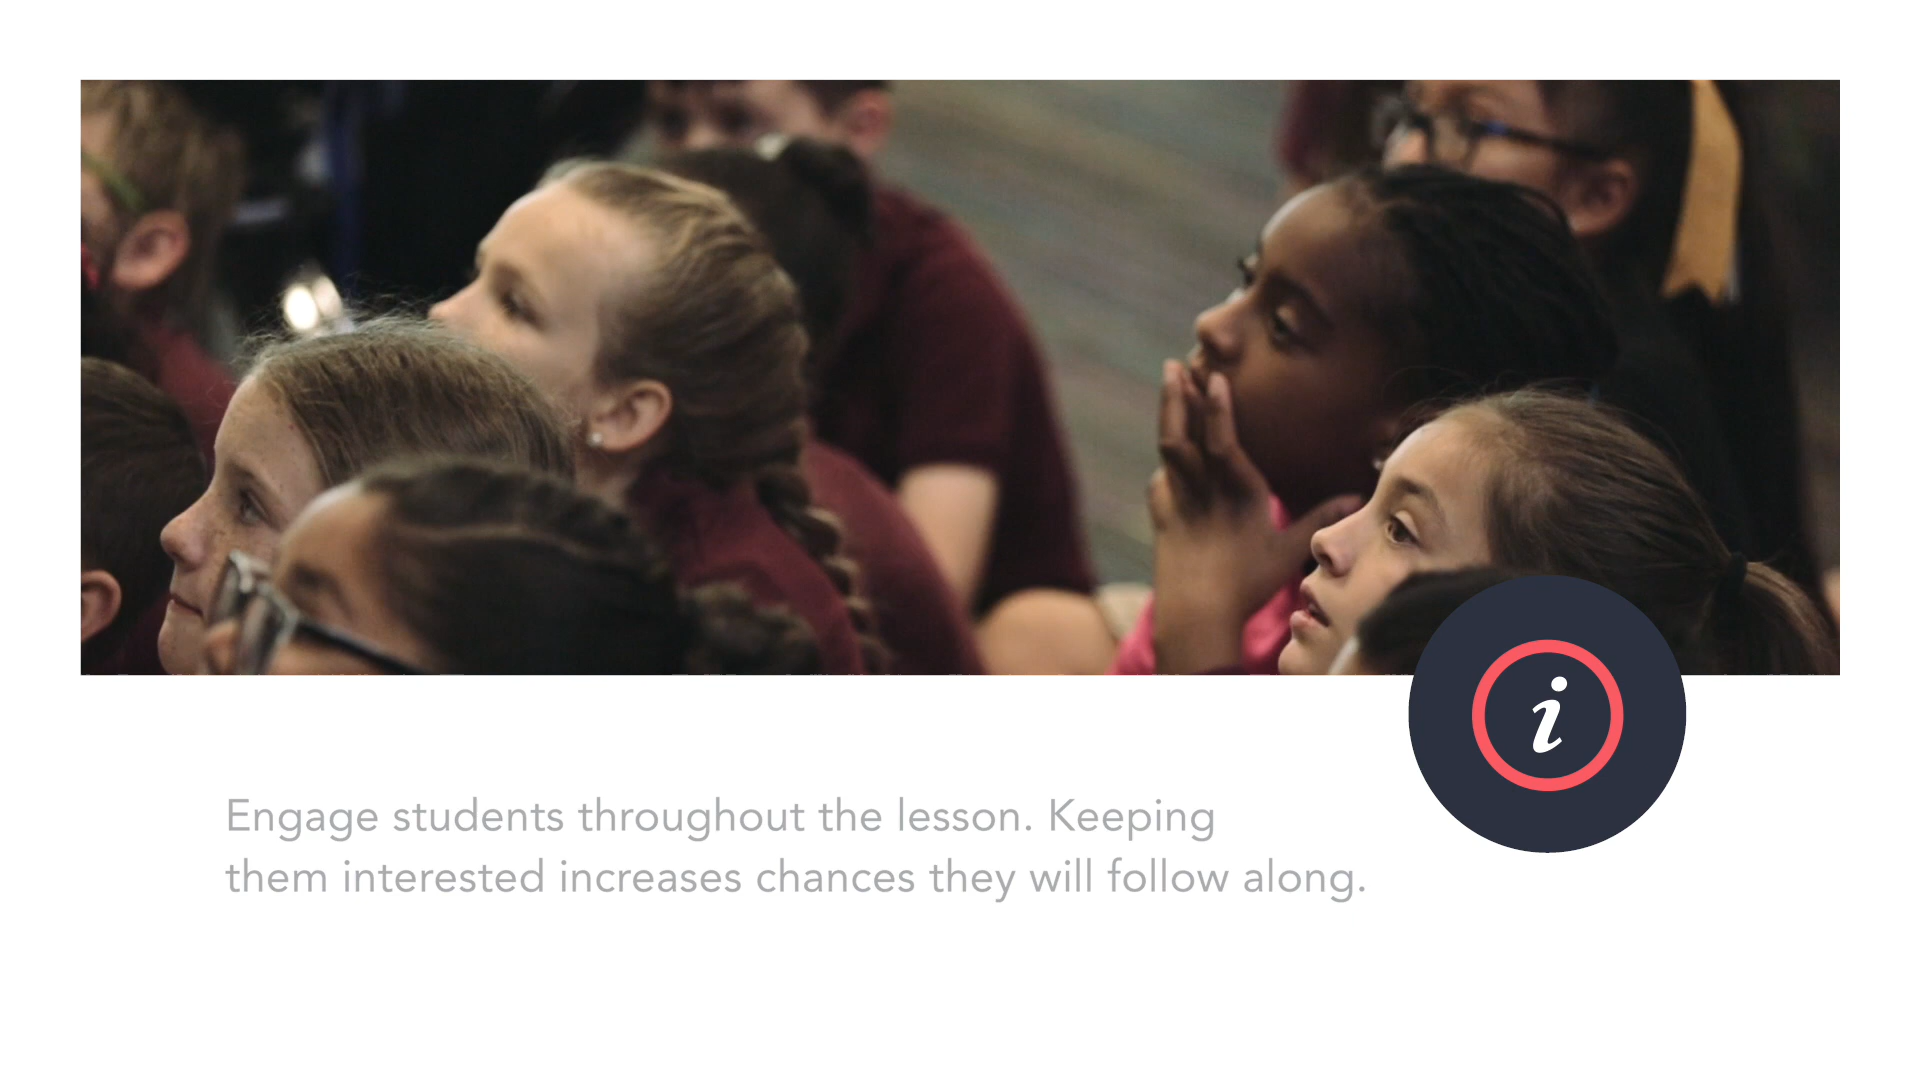 i
Engage students throughout the lesson. Keeping
them interested increases chances they will follow along.